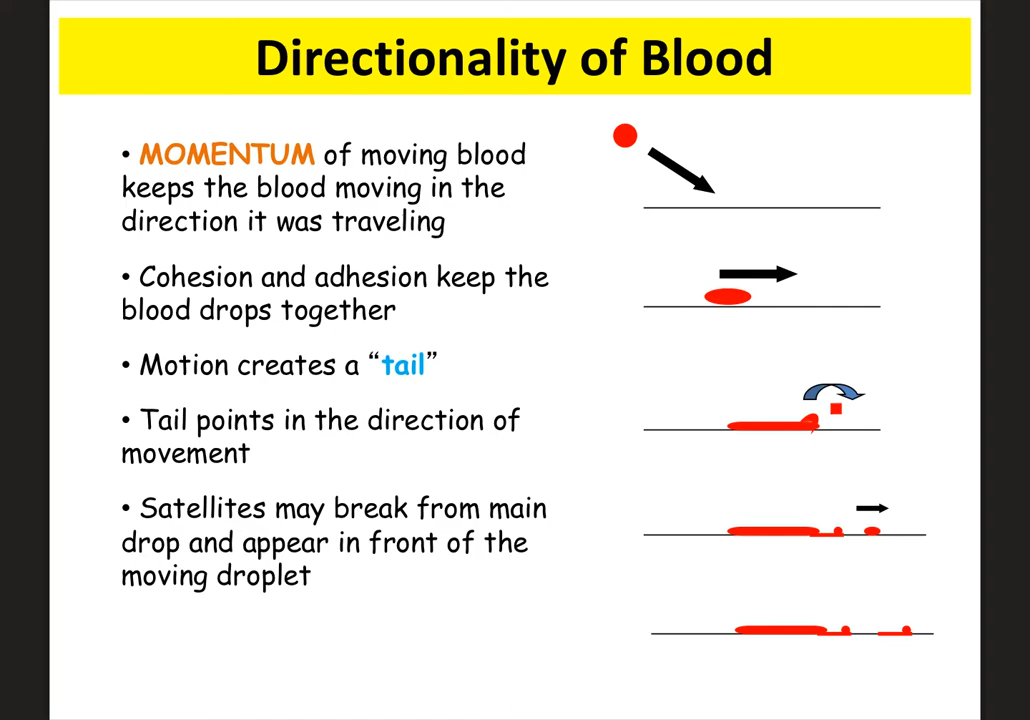 Directionality of Blood
• MOMENTUM of moving blood
keeps the blood moving in the
direction it was traveling
• Cohesion and adhesion keep the
blood drops together
• Motion creates a “tail”
• Tail points in the direction of
movement
• Satellites may break from main
drop and appear in front of the
moving droplet